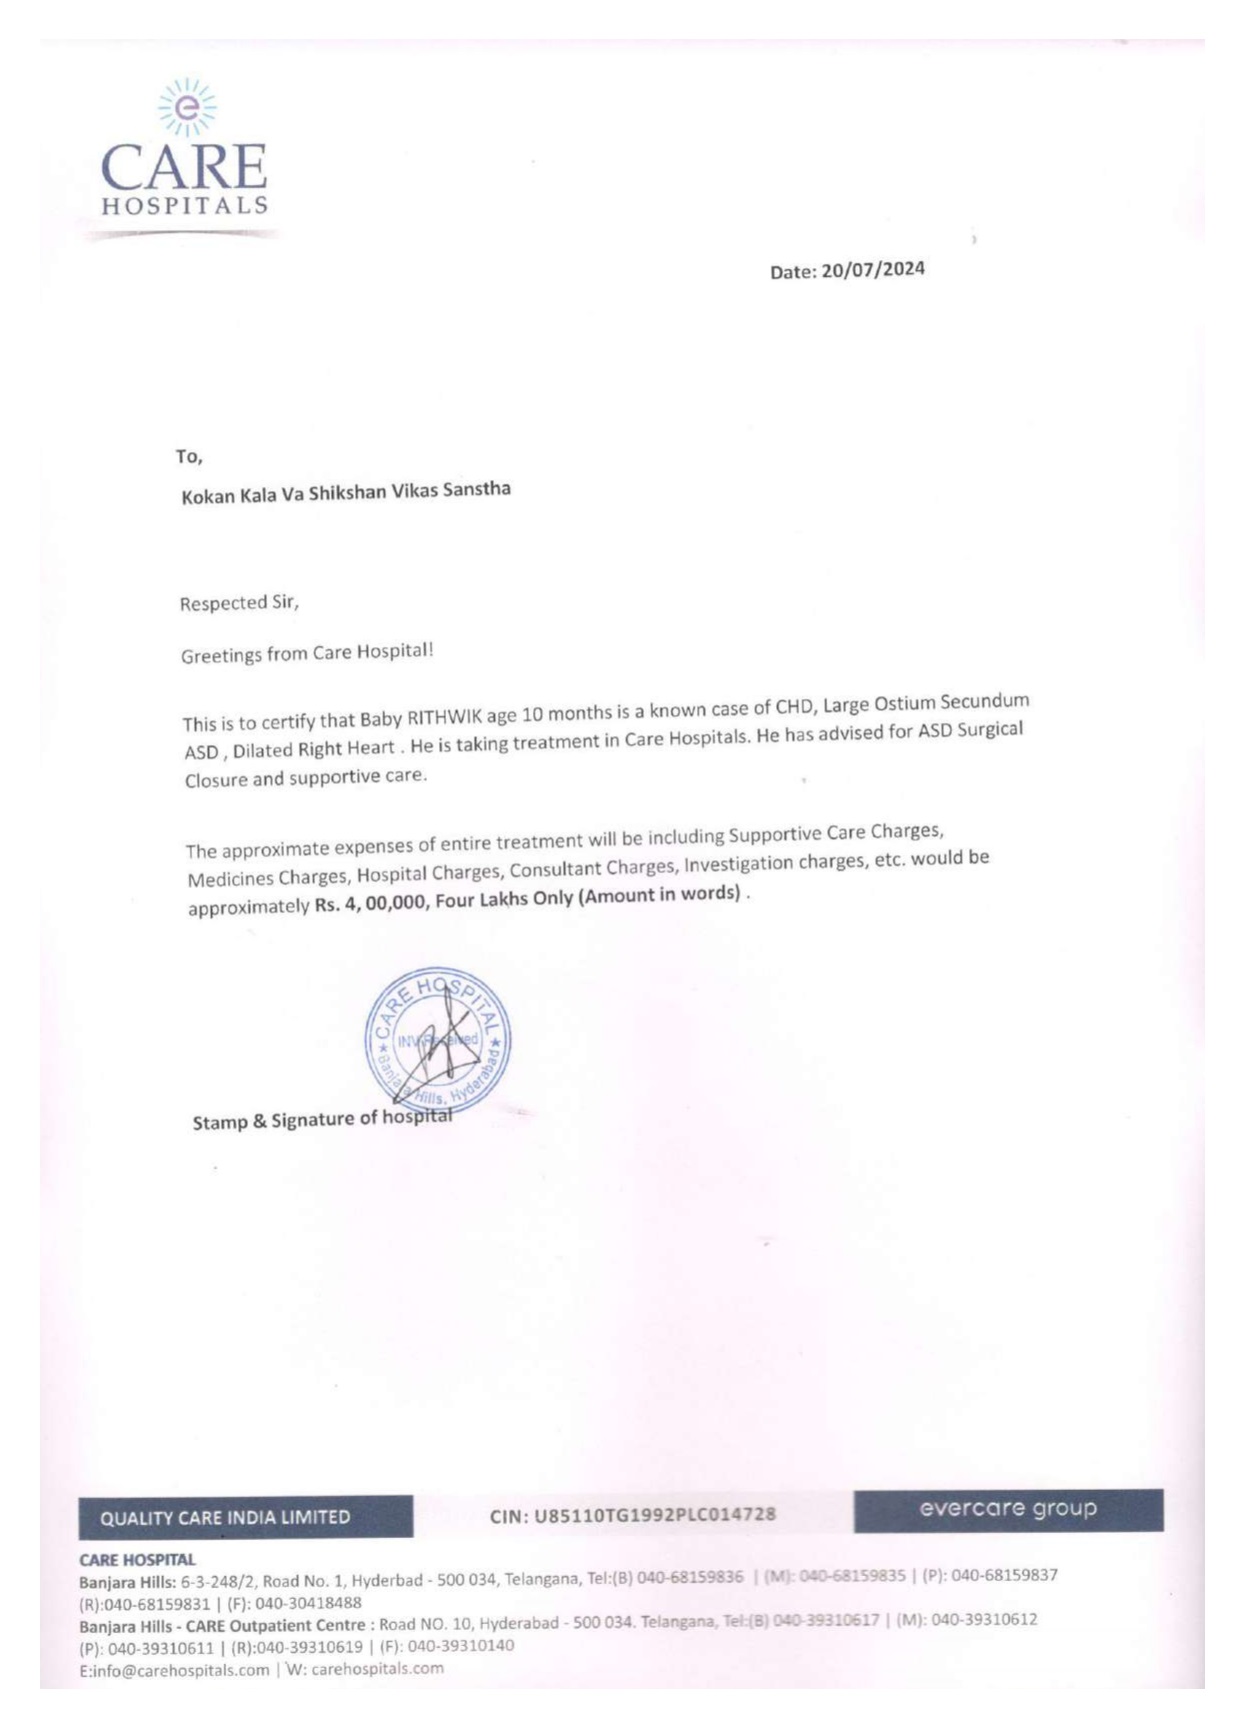 e
CARE
HOSPITALS
Date: 20/07/2024
To,
Kokan Kala Va Shikshan Vikas Sanstha
Respected Sir,
Greetings from Care Hospital!
This is to certify that Baby RITHWIK age 10 months is a known case of CHD, Large Ostium Secundum
ASD , Dilated Right Heart . He is taking treatment in Care Hospitals. He has advised for ASD Surgical
Closure and supportive care.
The approximate expenses of entire treatment will be including Supportive Care Charges,
Medicines Charges, Hospital Charges, Consultant Charges, Investigation charges, etc. would be
approximately Rs. 4, 00,000, Four Lakhs Only (Amount in words) .
★ CARE HOSPITAL ★
Banjara Hills, Hyderabad
Stamp & Signature of hospital
QUALITY CARE INDIA LIMITED
CIN: U85110TG1992PLC014728
evercare group
CARE HOSPITAL
Banjara Hills: 6-3-248/2, Road No. 1, Hyderbad - 500 034, Telangana, Tel:(B) 040-68159836 | (M): 040-68159835 | (P): 040-68159837
(R):040-68159831 | (F): 040-30418488
Banjara Hills - CARE Outpatient Centre : Road NO. 10, Hyderabad - 500 034. Telangana, Tel:(B) 040-39310617 | (M): 040-39310612
(P): 040-39310611 | (R):040-39310619 | (F): 040-39310140
E:info@carehospitals.com | W: carehospitals.com